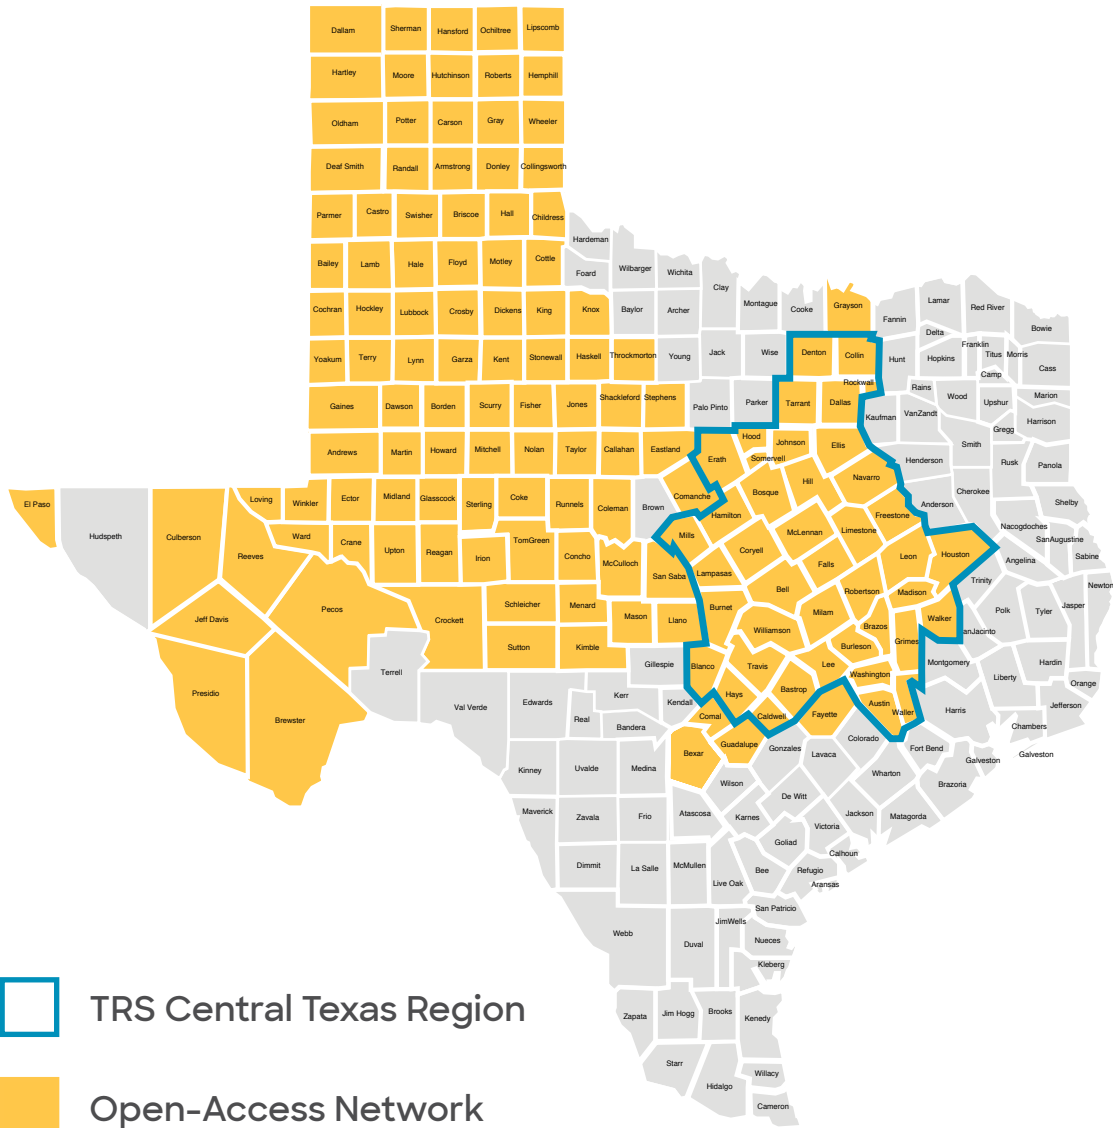 Dallam Sherman Hansford Ochiltree Lipscomb
Hartley Moore Hutchinson Roberts Hemphill
Oldham Potter Carson Gray Wheeler
Deaf Smith Randall Armstrong Donley Collingsworth
Parmer Castro Swisher Briscoe Hall Childress
Hardeman
Bailey Lamb Hale Floyd Motley Cottle Foard Wilbarger Wichita
Clay Montague Cooke Grayson Fannin Lamar Red River Bowie
Cochran Hockley Lubbock Crosby Dickens King Knox Baylor Archer
Delta Franklin Titus Morris Cass
Yoakum Terry Lynn Garza Kent Stonewall Haskell Throckmorton Young Jack Wise Denton Collin Hunt Hopkins Camp
Rockwall Rains Wood Upshur Marion
Gaines Dawson Borden Scurry Fisher Jones Shackleford Stephens Palo Pinto Parker Tarrant Dallas Kaufman VanZandt Gregg Harrison
Andrews Martin Howard Mitchell Nolan Taylor Callahan Eastland Erath Hood Johnson Ellis Henderson Smith Rusk Panola
Somervell
El Paso Hudspeth Culberson Loving Winkler Ector Midland Glasscock Sterling Coke Runnels Coleman Brown Comanche Hamilton Bosque Hill Navarro Anderson Cherokee Shelby
Reeves Ward Crane Upton Reagan Irion TomGreen Concho McCulloch San Saba Mills Coryell McLennan Limestone Freestone Nacogdoches SanAugustine Sabine
Lampasas Bell Falls Leon Houston Angelina Newton
Jeff Davis Pecos Crockett Schleicher Menard Mason Llano Burnet Milam Robertson Madison Trinity Polk Tyler Jasper
Sutton Kimble Williamson Brazos Grimes Walker anJacinto
Presidio Brewster Terrell Gillespie Blanco Travis Lee Burleson Washington Montgomery Liberty Hardin Orange
Val Verde Edwards Kerr Kendall Hays Bastrop Austin Waller Harris Jefferson
Real Bandera Comal Caldwell Fayette Chambers
Kinney Uvalde Medina Bexar Guadalupe Gonzales Lavaca Colorado Fort Bend Galveston Galveston
Wilson Wharton Brazoria
Maverick Zavala Frio Atascosa Karnes De Witt Victoria Jackson Matagorda
Goliad Calhoun
Dimmit La Salle McMullen Live Oak Bee Refugio Aransas
San Patricio
Webb Duval JimWells Nueces
Kleberg
Zapata Jim Hogg Brooks Kenedy
Starr Hidalgo Willacy
Cameron
TRS Central Texas Region
Open-Access Network